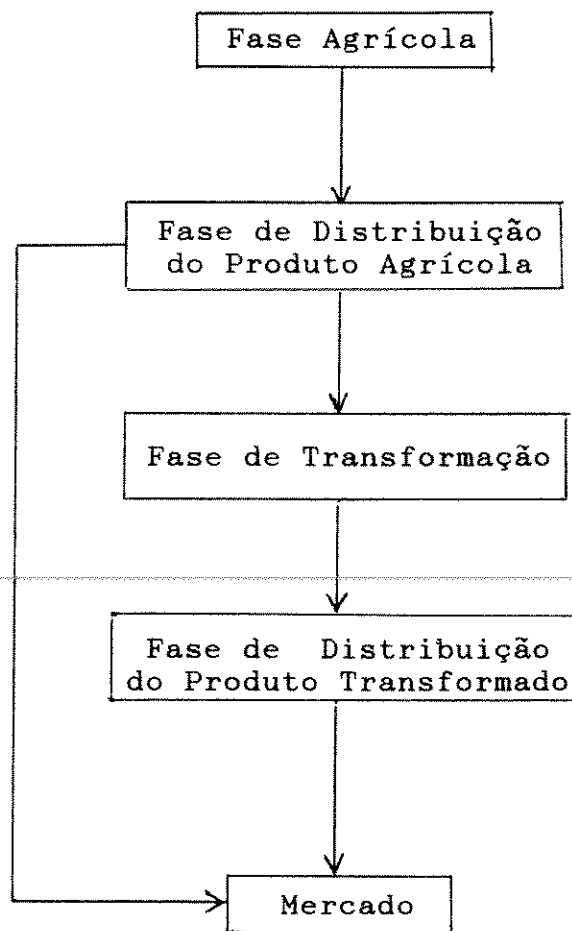 Fase Agrícola
Fase de Distribuição
do Produto Agrícola
Fase de Transformação
Fase de Distribuição
do Produto Transformado
Mercado